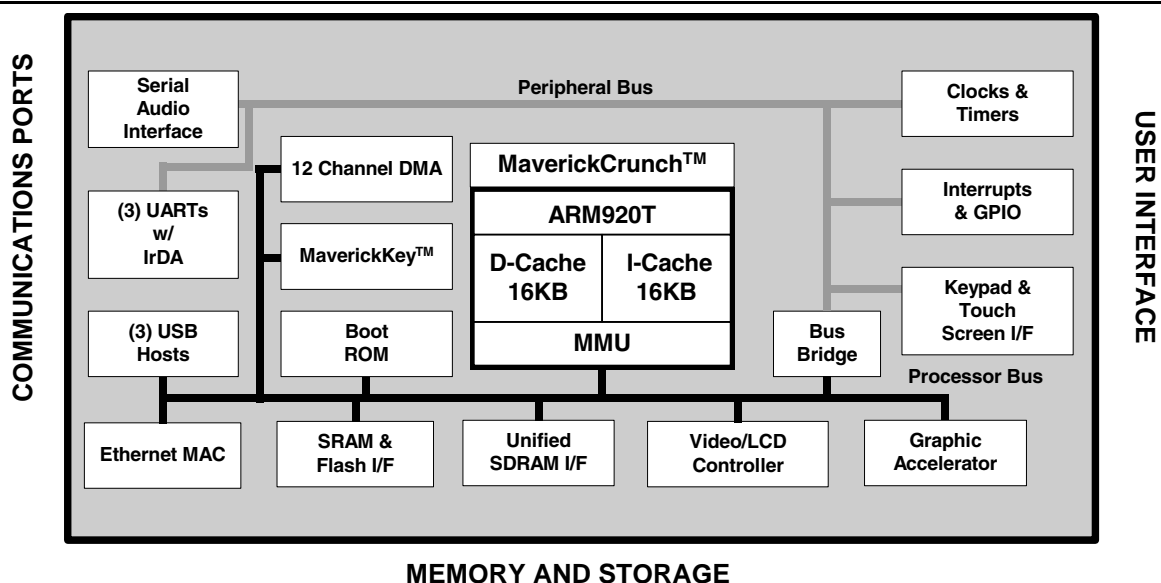 COMMUNICATIONS PORTS
Serial
Audio
Interface
Peripheral Bus
Clocks &
Timers
12 Channel DMA
MaverickCrunch™
(3) UARTs
w/
IrDA
ARM920T
Interrupts
& GPIO
MaverickKey™
D-Cache
16KB
I-Cache
16KB
Keypad &
Touch
Screen I/F
(3) USB
Hosts
Boot
ROM
MMU
Bus
Bridge
Processor Bus
Ethernet MAC
SRAM &
Flash I/F
Unified
SDRAM I/F
Video/LCD
Controller
Graphic
Accelerator
USER INTERFACE
MEMORY AND STORAGE